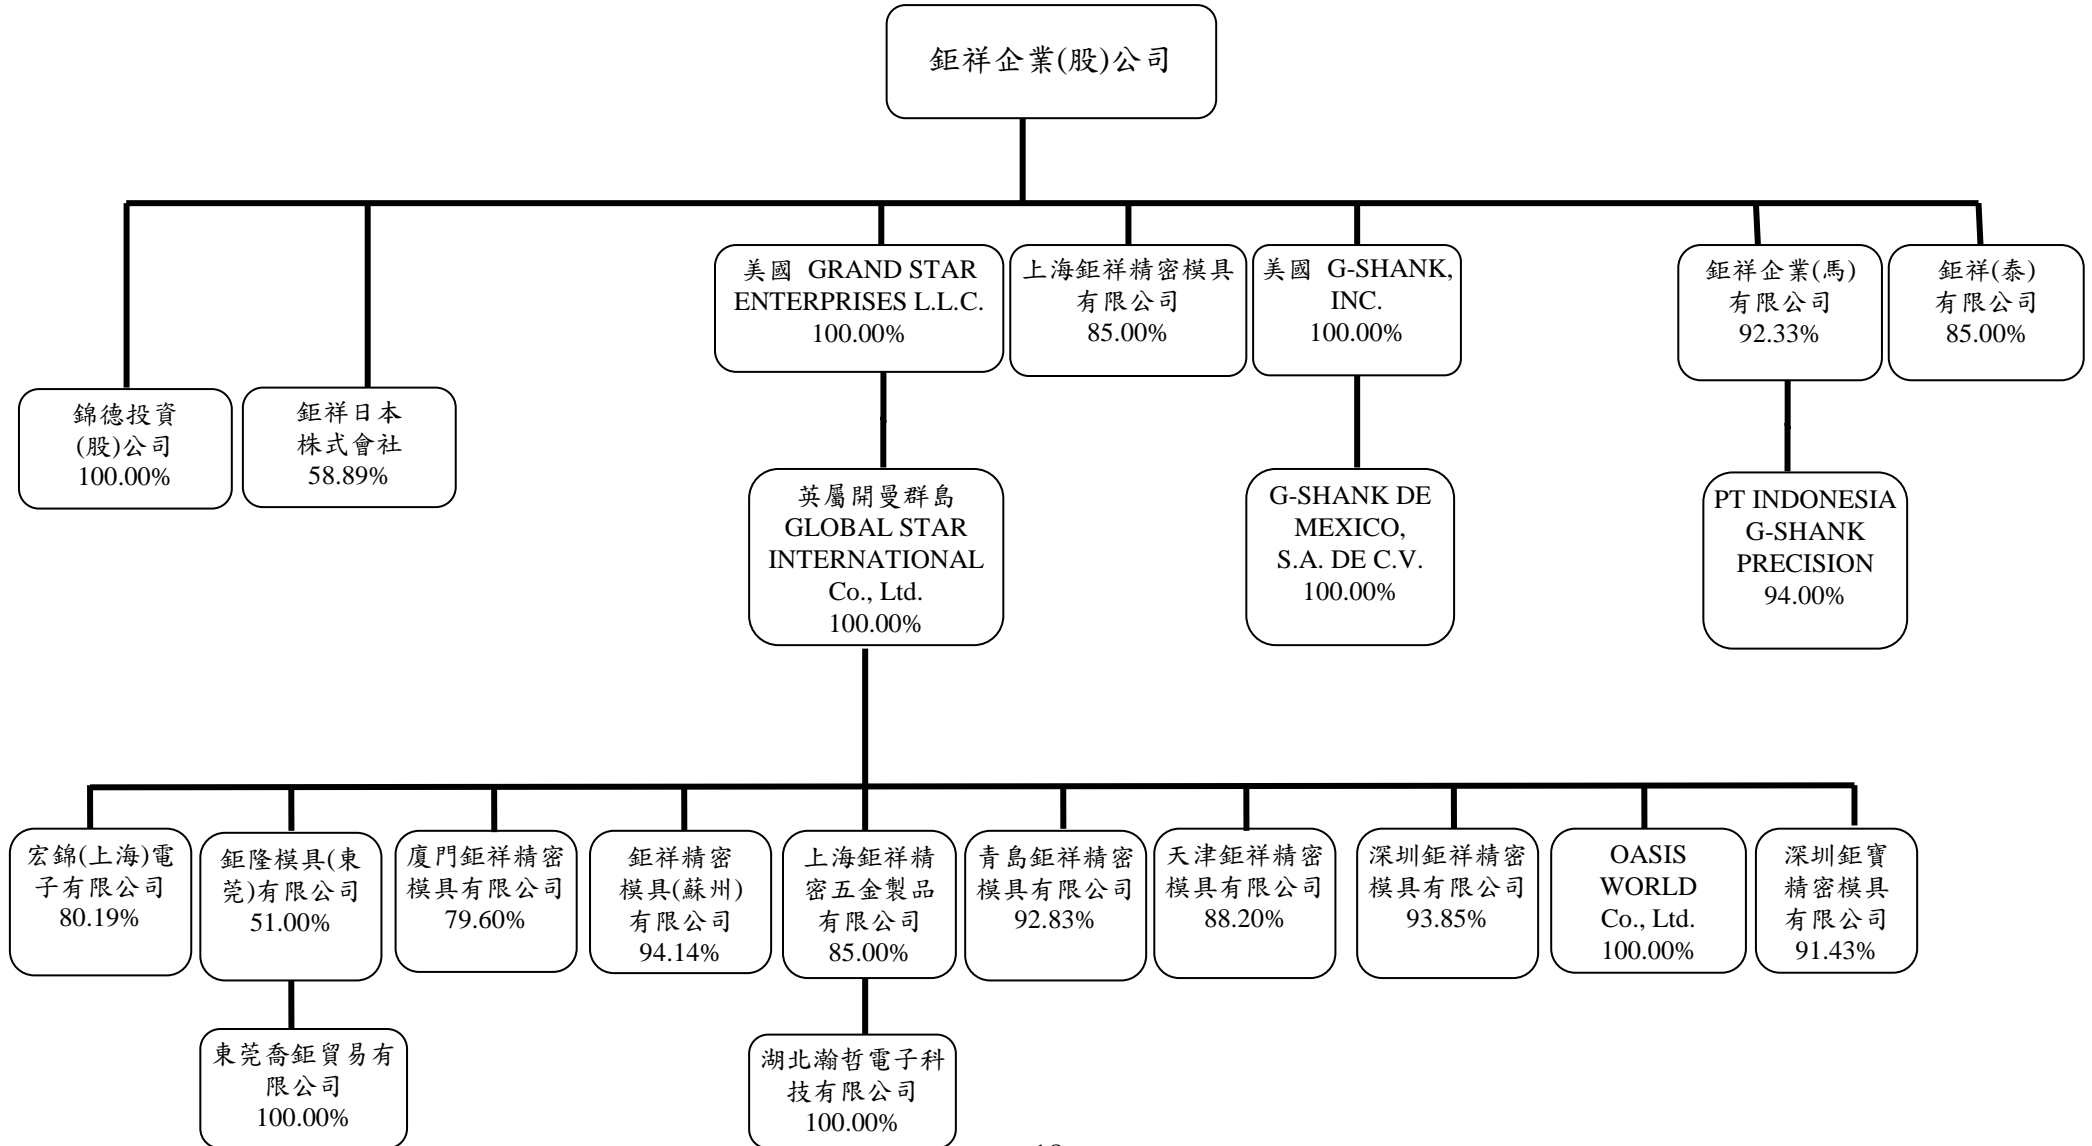 鉅祥企業(股)公司
美國 GRAND STAR
ENTERPRISES L.L.C.
100.00%
上海鉅祥精密模具
有限公司
85.00%
美國 G-SHANK,
INC.
100.00%
鉅祥企業(馬)
有限公司
92.33%
鉅祥(泰)
有限公司
85.00%
錦德投資
(股)公司
100.00%
鉅祥日本
株式會社
58.89%
英屬開曼群島
GLOBAL STAR
INTERNATIONAL
Co., Ltd.
100.00%
G-SHANK DE
MEXICO,
S.A. DE C.V.
100.00%
PT INDONESIA
G-SHANK
PRECISION
94.00%
宏錦(上海)電
子有限公司
80.19%
鉅隆模具(東
莞)有限公司
51.00%
廈門鉅祥精密
模具有限公司
79.60%
鉅祥精密
模具(蘇州)
有限公司
94.14%
上海鉅祥精
密五金製品
有限公司
85.00%
青島鉅祥精密
模具有限公司
92.83%
天津鉅祥精密
模具有限公司
88.20%
深圳鉅祥精密
模具有限公司
93.85%
OASIS
WORLD
Co., Ltd.
100.00%
深圳鉅寶
精密模具
有限公司
91.43%
東莞喬鉅貿易有
限公司
100.00%
湖北瀚哲電子科
技有限公司
100.00%